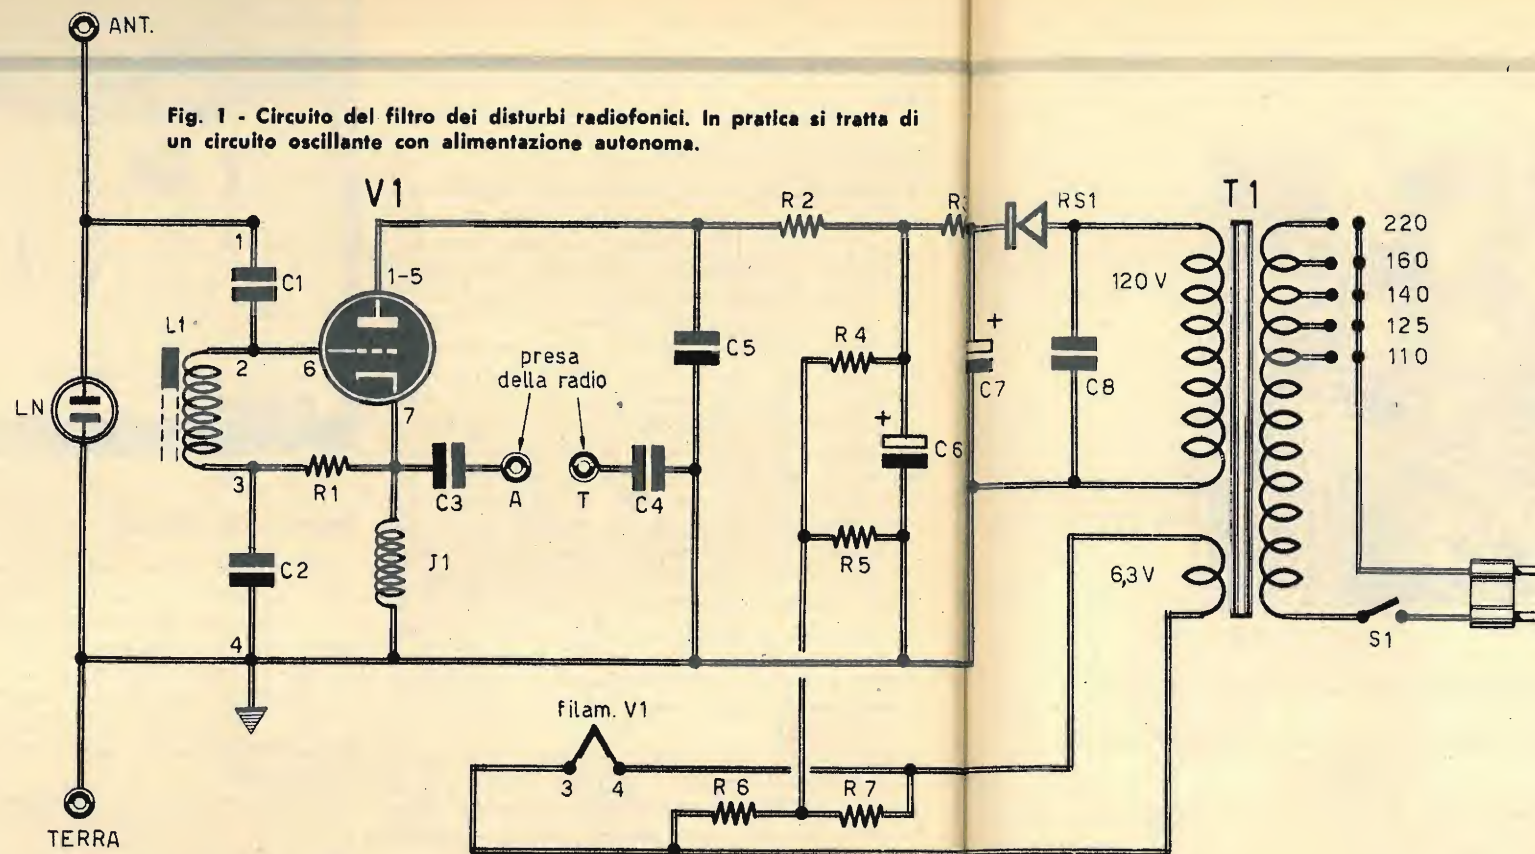 ANT.
Fig. 1 - Circuito del filtro dei disturbi radiofonici. In pratica si tratta di
un circuito oscillante con alimentazione autonoma.
V1
R2
RS1
T1
220
160
140
125
110
1
C1
1-5
120 V
L1
2
6
C5
R4
+
C7
C8
presa
della radio
LN
7
+
C6
3
R1
C3
A
T
C4
R5
C2
J1
6,3 V
4
S1
filam. V1
3
4
R6
R7
TERRA